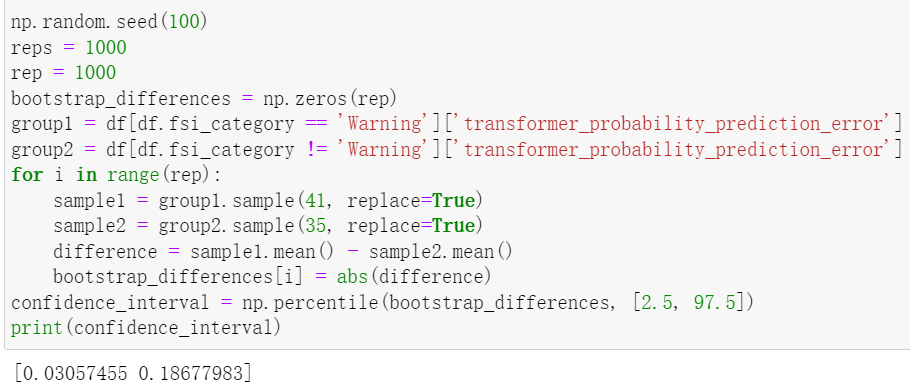 np.random.seed(100)
reps = 1000
rep = 1000
bootstrap_differences = np.zeros(rep)
group1 = df[df.fsi_category == 'Warning']['transformer_probability_prediction_error']
group2 = df[df.fsi_category != 'Warning']['transformer_probability_prediction_error']
for i in range(rep):
    sample1 = group1.sample(41, replace=True)
    sample2 = group2.sample(35, replace=True)
    difference = sample1.mean() - sample2.mean()
    bootstrap_differences[i] = abs(difference)
confidence_interval = np.percentile(bootstrap_differences, [2.5, 97.5])
print(confidence_interval)
[0.03057455 0.18677983]